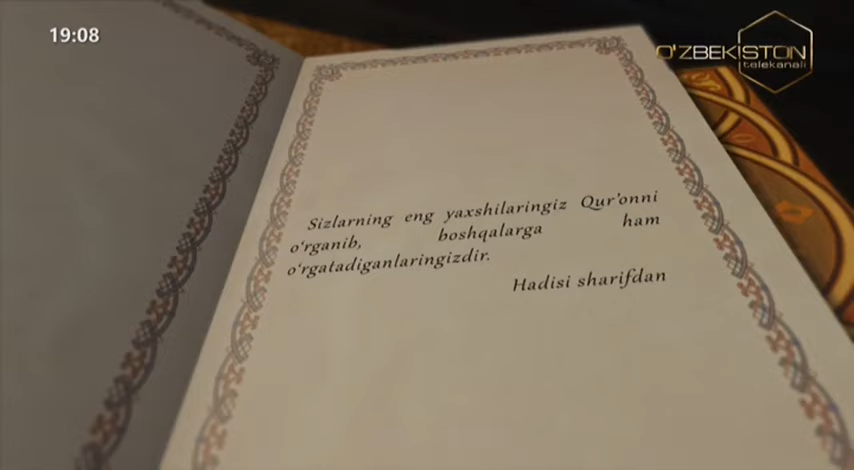 19:08
O'ZBEKISTON
telekanali
Sizlarning eng yaxshilaringiz Qur'onni
o‘rganib, boshqalarga ham
o‘rgatadiganlaringizdir.
Hadisi sharifdan